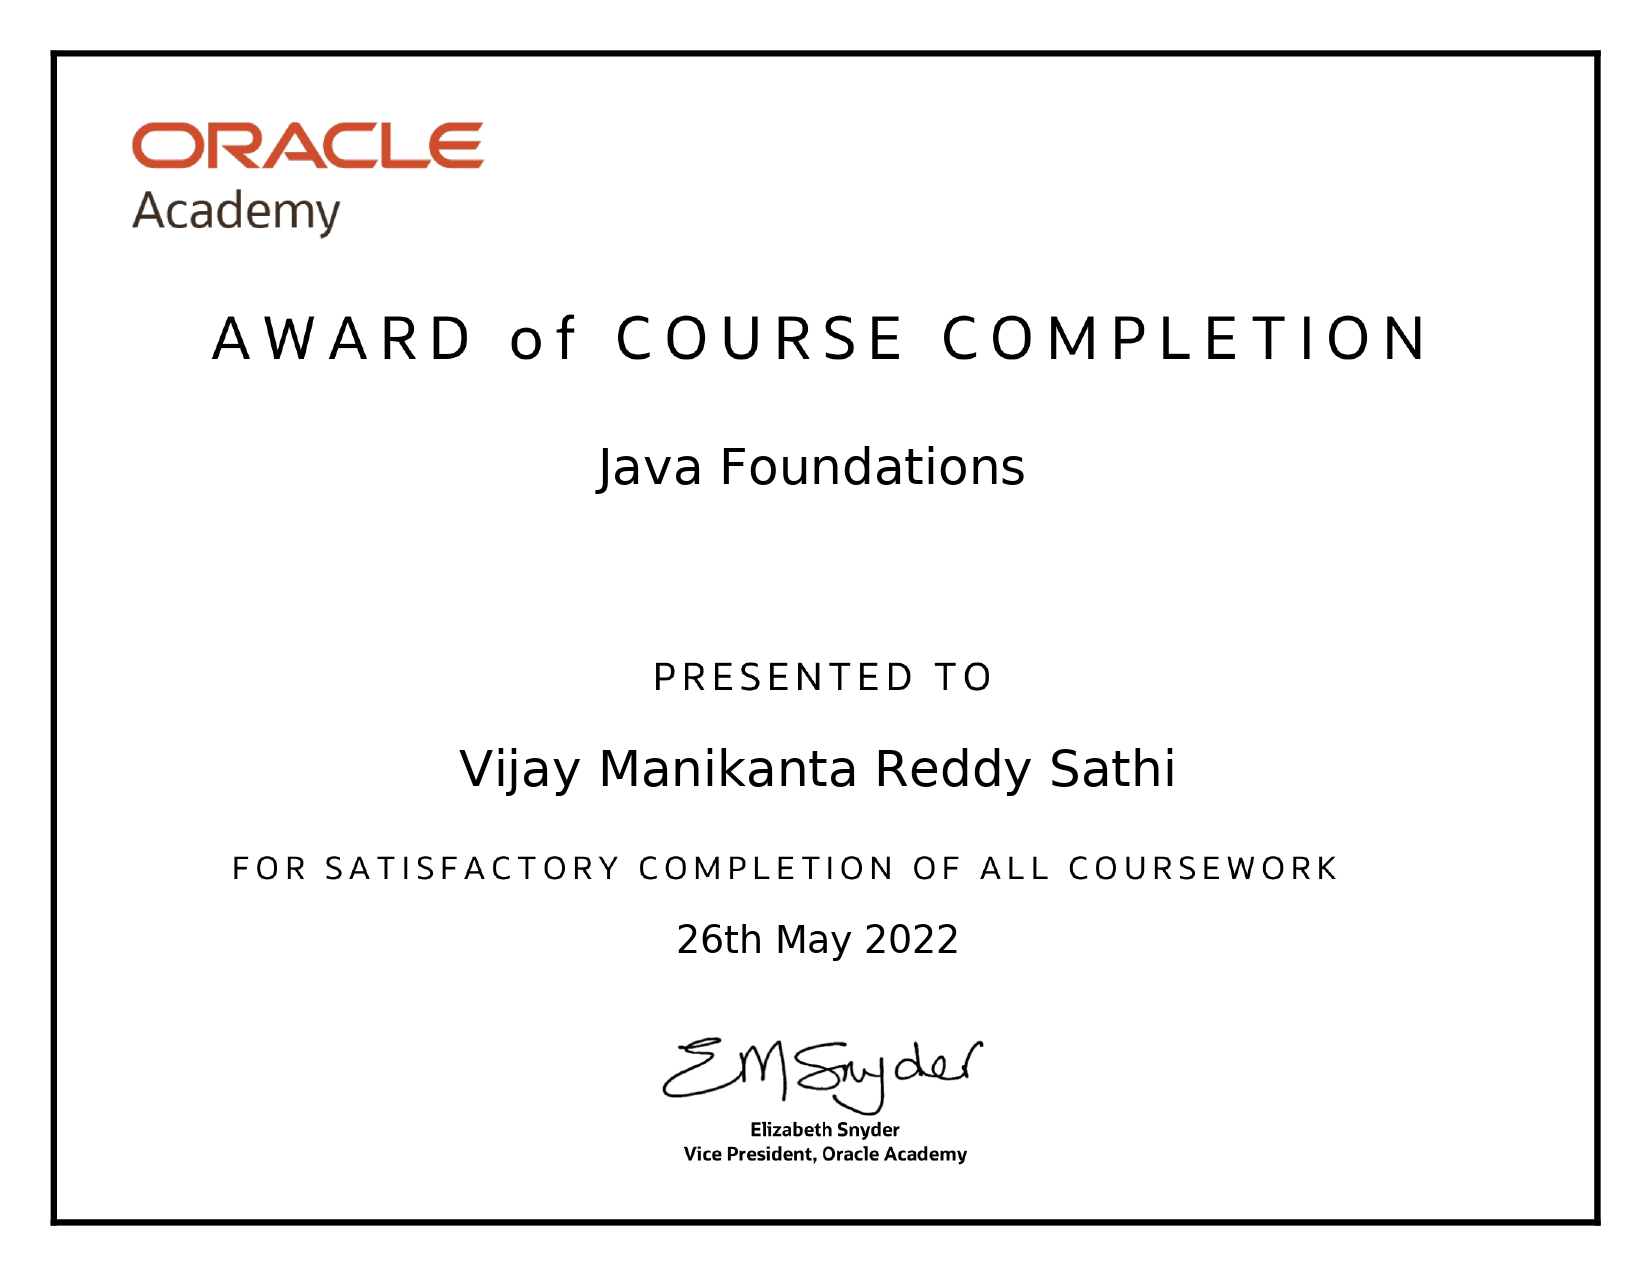 ORACLE
Academy
AWARD of COURSE COMPLETION
Java Foundations
PRESENTED TO
Vijay Manikanta Reddy Sathi
FOR SATISFACTORY COMPLETION OF ALL COURSEWORK
26th May 2022
EMSnyder
Elizabeth Snyder
Vice President, Oracle Academy